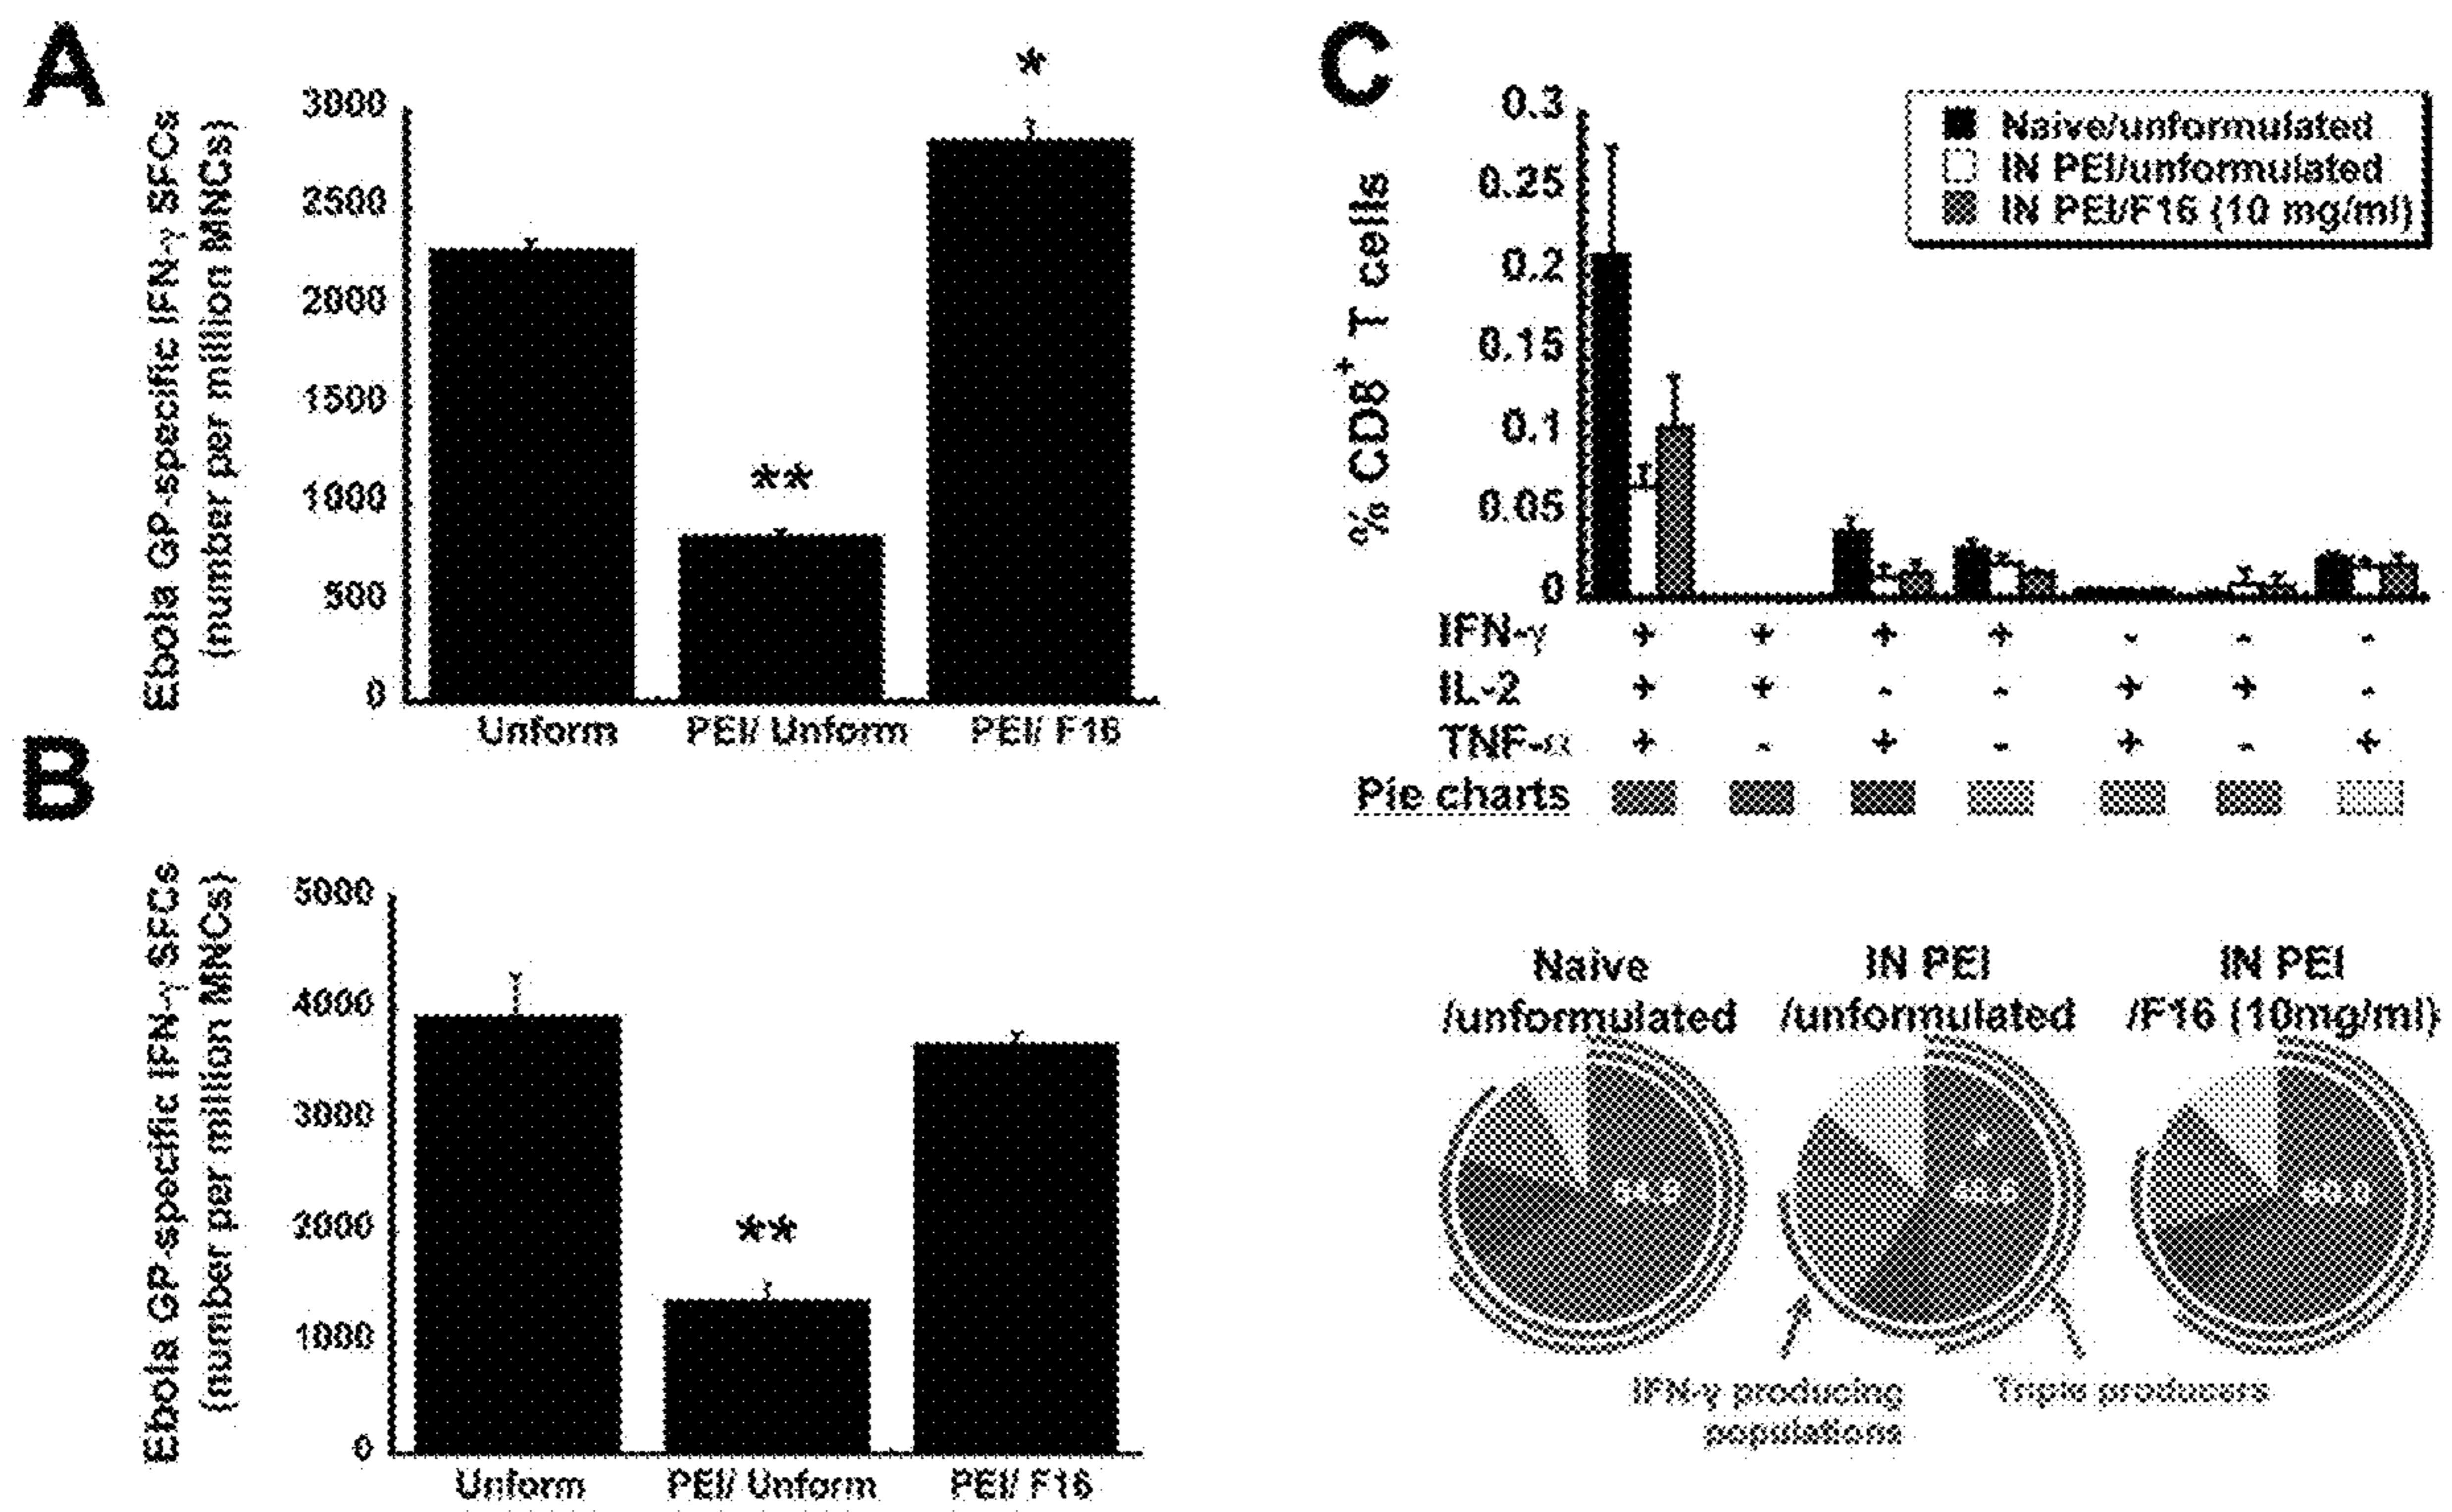 A
Ebola GP-specific IFN-γ SFCs
(number per million MNCs)
3000
2500
2000
1500
1000
500
0
*
**
Unform PEI/ Unform PEI/ F16
B
Ebola GP-specific IFN-γ SFCs
(number per million MNCs)
5000
4000
3000
2000
1000
0
**
Unform PEI/ Unform PEI/ F16
C
% CD8+ T cells
0.3
0.25
0.2
0.15
0.1
0.05
0
Naive/unformulated
IN PEI/unformulated
IN PEI/F16 (10 mg/ml)
IFN-γ + + + + - - -
IL-2 + + - - + + -
TNF-α + - + - + - +
Pie charts
Naive
/unformulated
IN PEI
/unformulated
IN PEI
/F16 (10mg/ml)
IFN-γ producing
populations
Triple producers